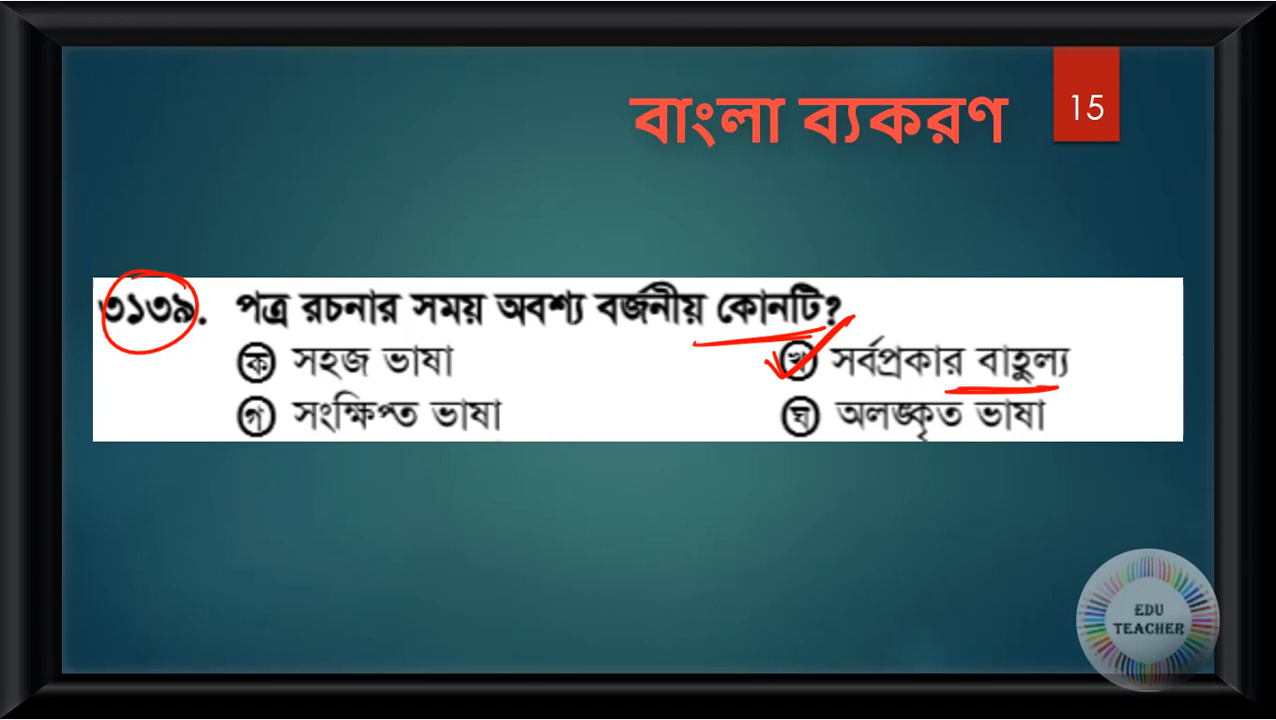 বাংলা ব্যকরণ
15
৩১৩৯. পত্র রচনার সময় অবশ্য বর্জনীয় কোনটি?
ক সহজ ভাষা খ সর্বপ্রকার বাহুল্য
গ সংক্ষিপ্ত ভাষা ঘ অলঙ্কৃত ভাষা
EDU
TEACHER